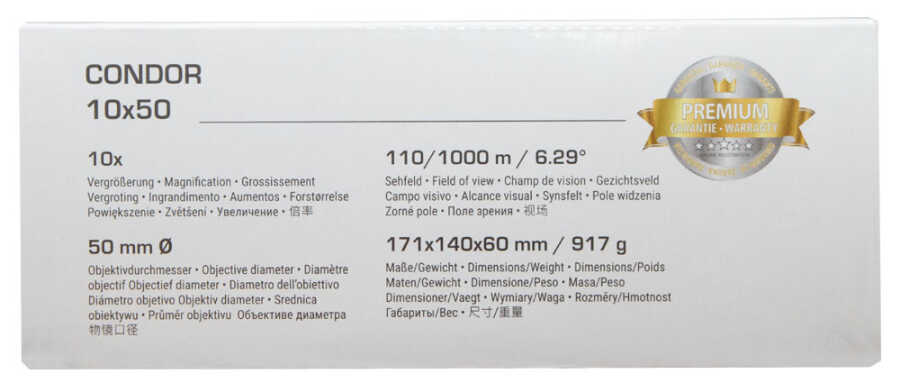 CONDOR
10x50
PREMIUM
GARANTIE • WARRANTY
10x
Vergrößerung • Magnification • Grossissement
Vergroting • Ingrandimento • Aumentos • Forstørrelse
Powiększenie • Zvětšení • Увеличение • 倍率
50 mm Ø
Objektivdurchmesser • Objective diameter • Diamètre
objectif Objectief diameter • Diametro dell'obiettivo
Diámetro objetivo Objektiv diameter • Srednica
obiektywu • Průměr objektivu Объективе диаметра
物镜口径
110/1000 m / 6.29°
Sehfeld • Field of view • Champ de vision • Gezichtsveld
Campo visivo • Alcance visual • Synsfelt • Pole widzenia
Zorné pole • Поле зрения • 视场
171x140x60 mm / 917 g
Maße/Gewicht • Dimensions/Weight • Dimensions/Poids
Maten/Gewicht • Dimensione/Peso • Masa/Peso
Dimensioner/Vaegt • Wymiary/Waga • Rozměry/Hmotnost
Габариты/Вес • 尺寸/重量